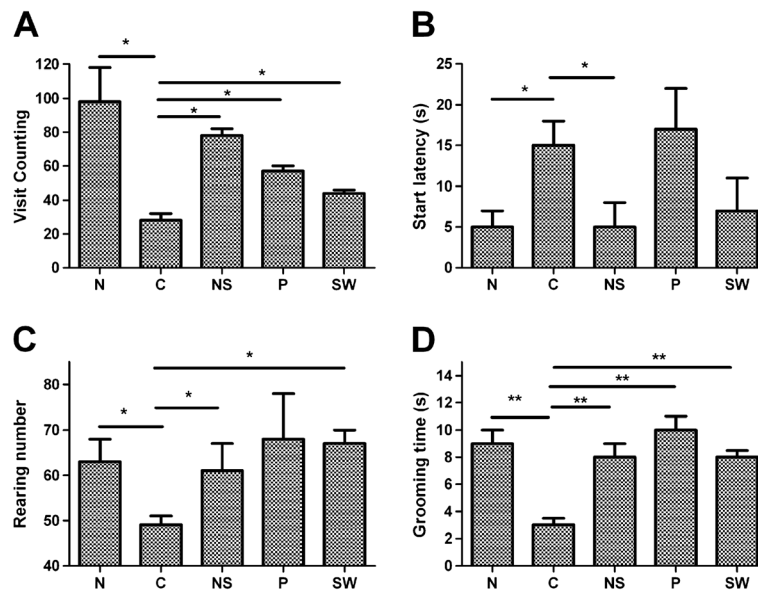 A
Visit Counting
120
100
80
60
40
20
0
* * * *
N C NS P SW
B
Start latency (s)
25
20
15
10
5
0
* *
N C NS P SW
C
Rearing number
80
70
60
50
40
* * *
N C NS P SW
D
Grooming time (s)
14
12
10
8
6
4
2
0
** ** ** **
N C NS P SW